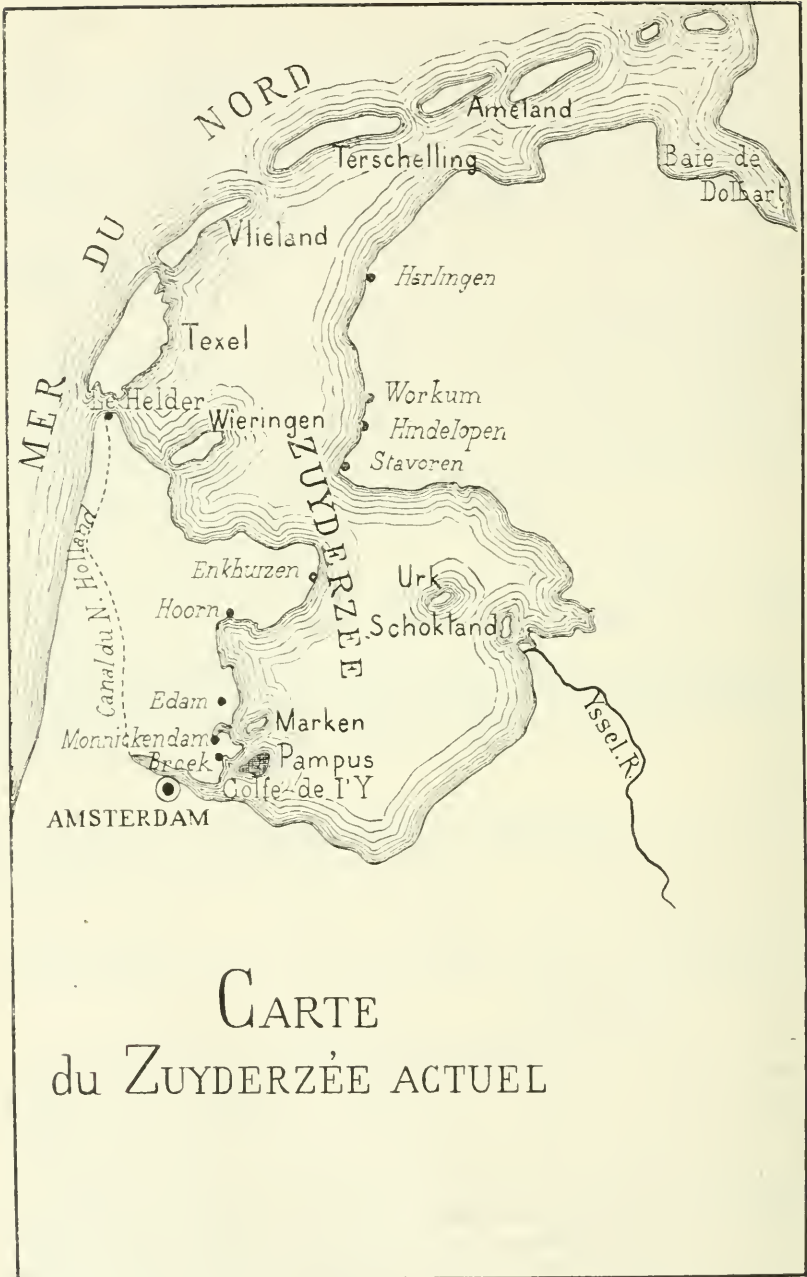 MER DU NORD
Ameland
Terschelling
Baie de
Dollart
Vlieland
Harlingen
Texel
Le Helder
Workum
Wieringen
Hindelopen
Stavoren
ZUYDERZEE
Canal du N. Holland
Enkhuizen
Urk
Hoorn
Schokland
Edam
Marken
Yssel. R.
Monnickendam
Broek
Pampus
Golfe de l'Y
AMSTERDAM
CARTE
du ZUYDERZÉE ACTUEL